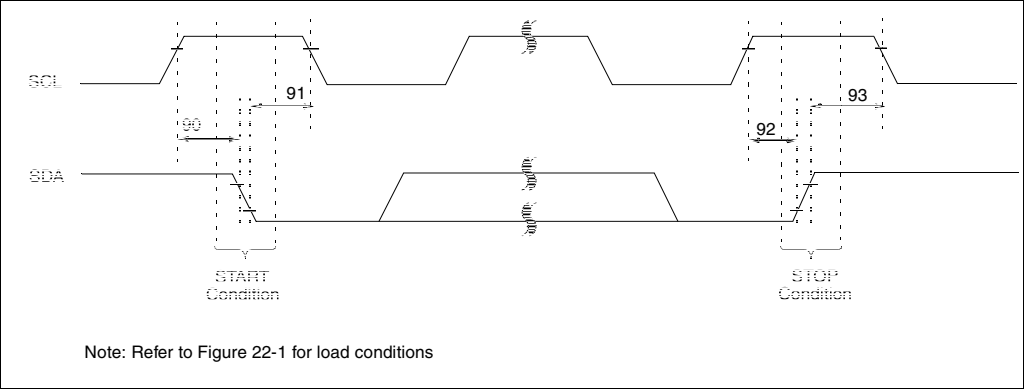 SCL
91
93
90
92
SDA
START
Condition
STOP
Condition
Note: Refer to Figure 22-1 for load conditions